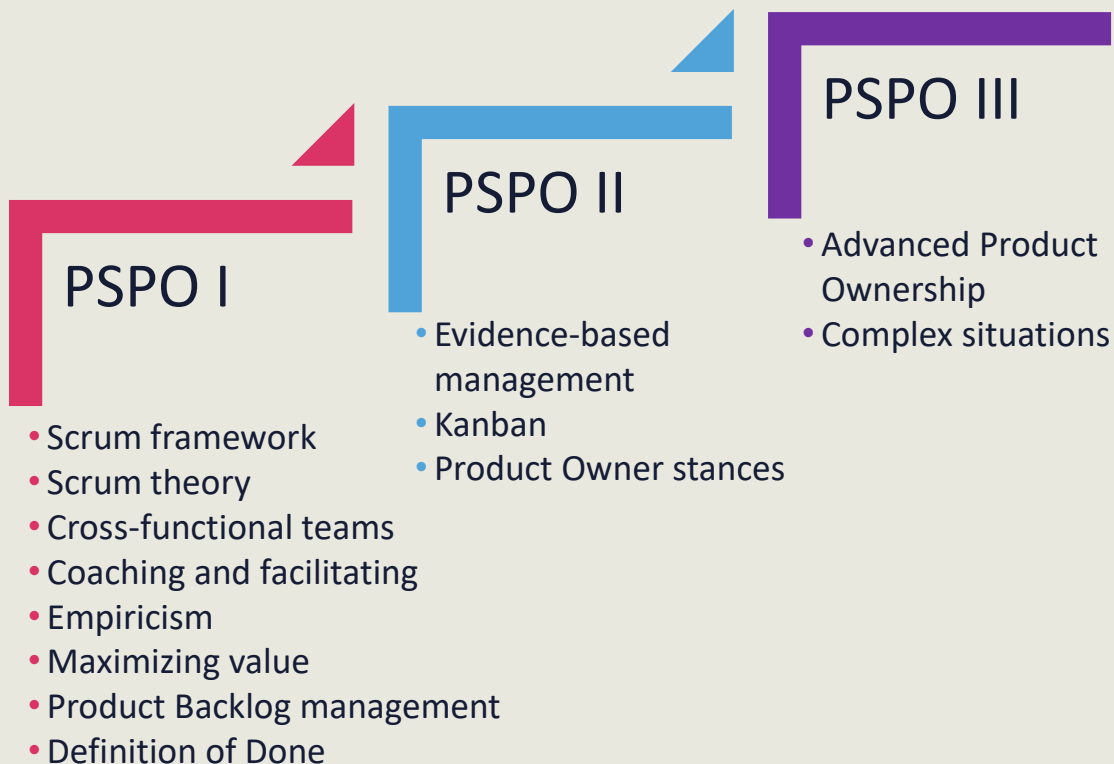 PSPO I
• Scrum framework
• Scrum theory
• Cross-functional teams
• Coaching and facilitating
• Empiricism
• Maximizing value
• Product Backlog management
• Definition of Done
PSPO II
• Evidence-based
management
• Kanban
• Product Owner stances
PSPO III
• Advanced Product
Ownership
• Complex situations